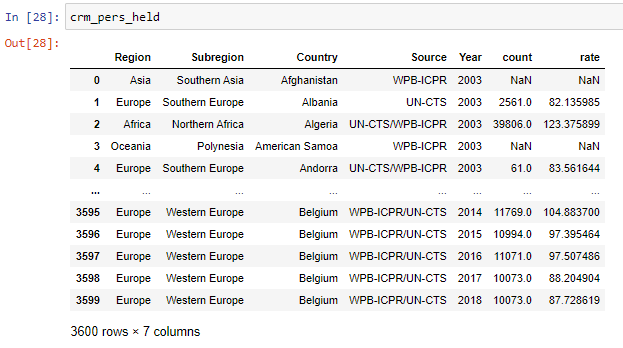 In [28]: crm_pers_held
Out[28]:
Region Subregion Country Source Year count rate
0 Asia Southern Asia Afghanistan WPB-ICPR 2003 NaN NaN
1 Europe Southern Europe Albania UN-CTS 2003 2561.0 82.135985
2 Africa Northern Africa Algeria UN-CTS/WPB-ICPR 2003 39806.0 123.375899
3 Oceania Polynesia American Samoa WPB-ICPR 2003 NaN NaN
4 Europe Southern Europe Andorra UN-CTS/WPB-ICPR 2003 61.0 83.561644
... ... ... ... ... ... ... ...
3595 Europe Western Europe Belgium WPB-ICPR/UN-CTS 2014 11769.0 104.883700
3596 Europe Western Europe Belgium WPB-ICPR/UN-CTS 2015 10994.0 97.395464
3597 Europe Western Europe Belgium WPB-ICPR/UN-CTS 2016 11071.0 97.507486
3598 Europe Western Europe Belgium WPB-ICPR/UN-CTS 2017 10073.0 88.204904
3599 Europe Western Europe Belgium WPB-ICPR/UN-CTS 2018 10073.0 87.728619
3600 rows × 7 columns